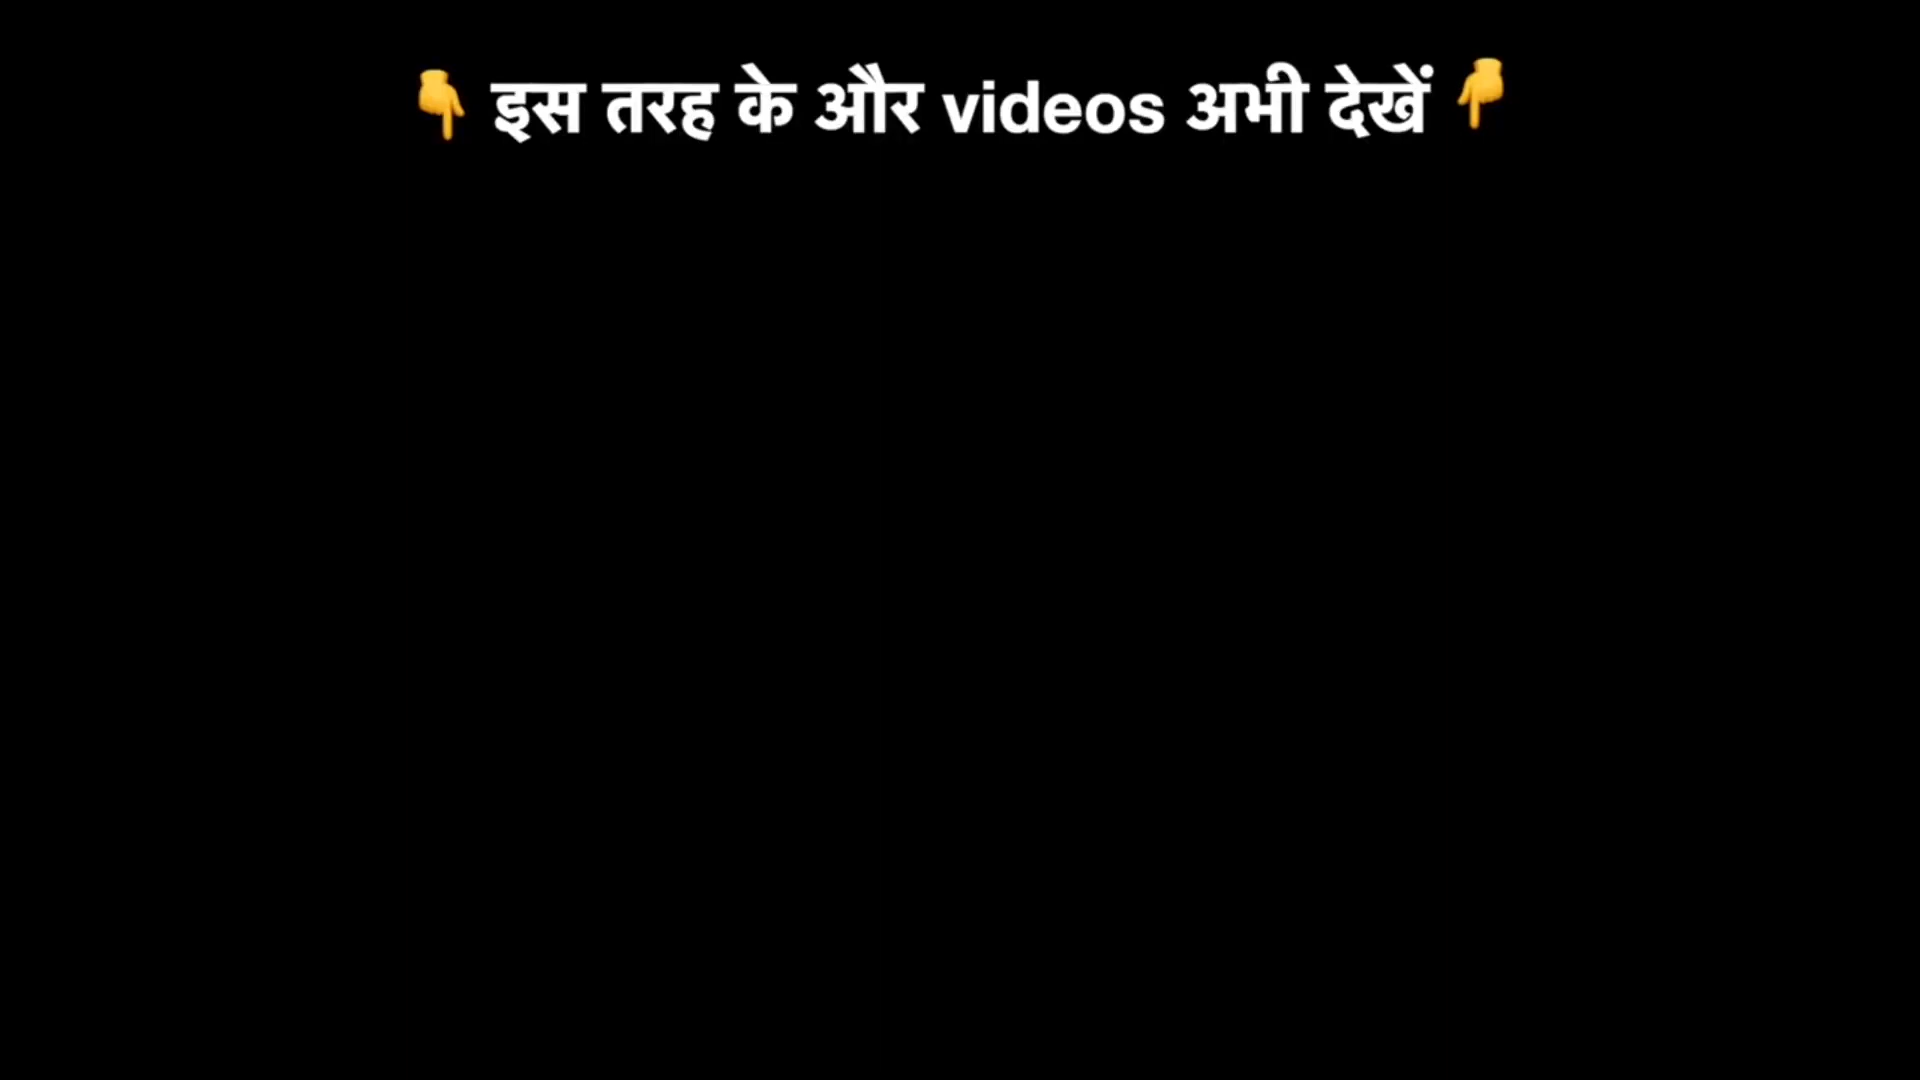 👇 इस तरह के और videos अभी देखें 👇